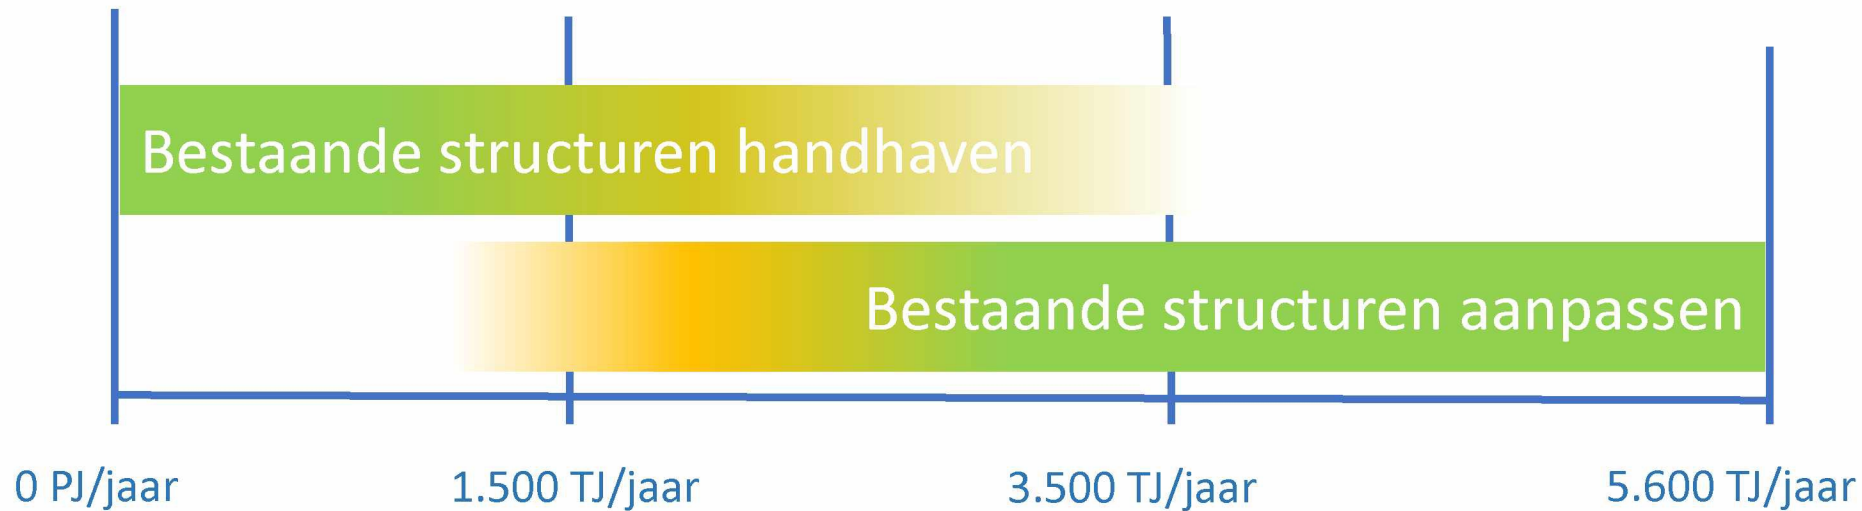 Bestaande structuren handhaven
Bestaande structuren aanpassen
0 PJ/jaar 1.500 TJ/jaar 3.500 TJ/jaar 5.600 TJ/jaar